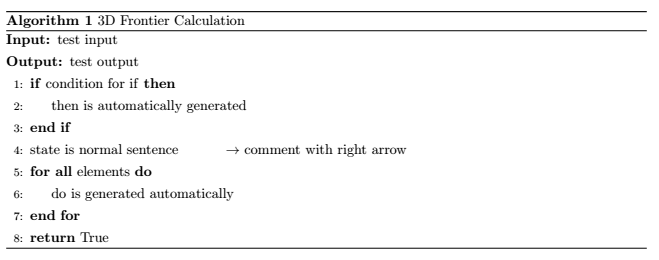 Algorithm 1 3D Frontier Calculation
Input: test input
Output: test output
1: if condition for if then
2: then is automatically generated
3: end if
4: state is normal sentence → comment with right arrow
5: for all elements do
6: do is generated automatically
7: end for
8: return True